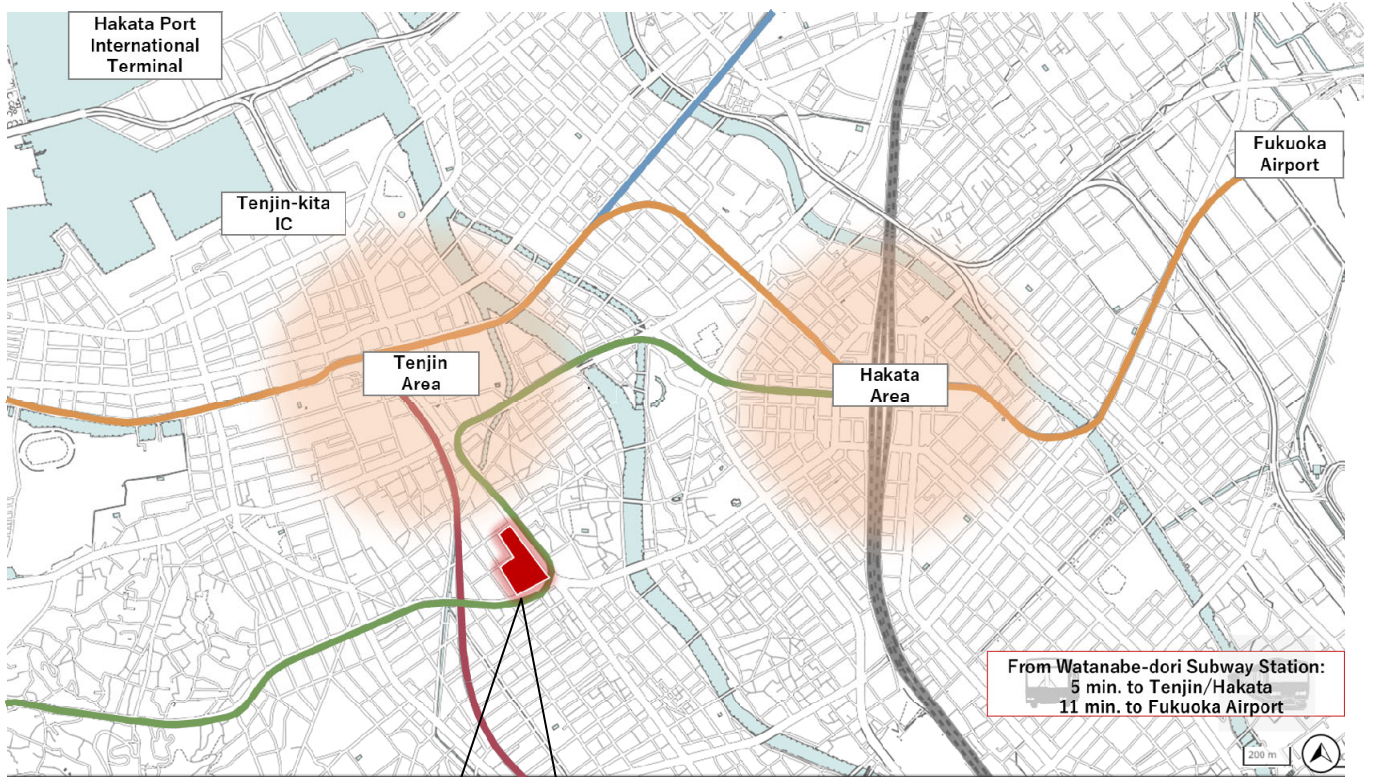 Hakata Port
International
Terminal
Fukuoka
Airport
Tenjin-kita
IC
Tenjin
Area
Hakata
Area
From Watanabe-dori Subway Station:
5 min. to Tenjin/Hakata
11 min. to Fukuoka Airport
200 m